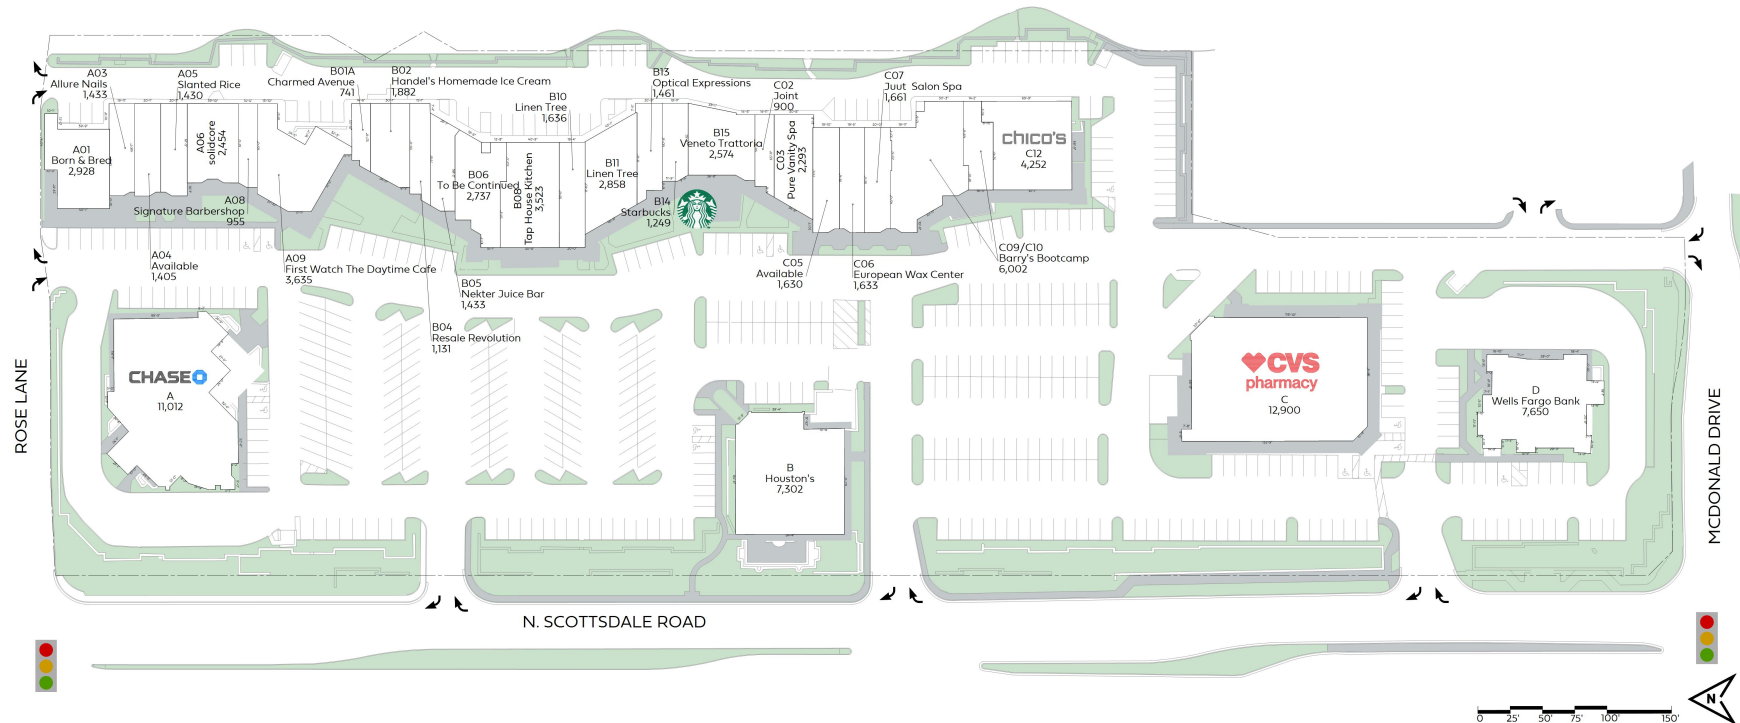 A03
Allure Nails
1,433
A05
Slanted Rice
1,430
B01A
Charmed Avenue
741
B02
Handel's Homemade Ice Cream
1,882
B10
Linen Tree
1,636
B13
Optical Expressions
1,461
C02
Joint
900
C07
Juut Salon Spa
1,661
A01
Born & Bred
2,928
A06
solidcore
2,454
B06
To Be Continued
2,737
B08
Top House Kitchen
3,523
B11
Linen Tree
2,858
B15
Veneto Trattoria
2,574
C03
Pure Vanity Spa
2,293
chico's
C12
4,252
A08
Signature Barbershop
955
B14
Starbucks
1,249
A04
Available
1,405
A09
First Watch The Daytime Cafe
3,635
B05
Nekter Juice Bar
1,433
B04
Resale Revolution
1,131
C05
Available
1,630
C06
European Wax Center
1,633
C09/C10
Barry's Bootcamp
6,002
CHASE
A
11,012
CVS
pharmacy
C
12,900
D
Wells Fargo Bank
7,650
B
Houston's
7,302
ROSE LANE
MCDONALD DRIVE
N. SCOTTSDALE ROAD
N
0 25' 50' 75' 100' 150'